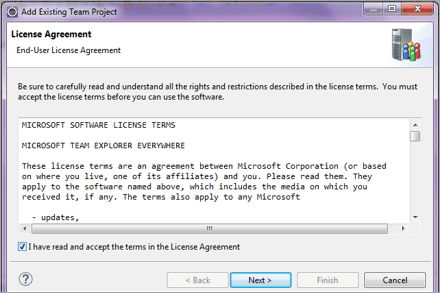 Add Existing Team Project
License Agreement
End-User License Agreement
Be sure to carefully read and understand all the rights and restrictions described in the license terms. You must
accept the license terms before you can use the software.
MICROSOFT SOFTWARE LICENSE TERMS
MICROSOFT TEAM EXPLORER EVERYWHERE
These license terms are an agreement between Microsoft Corporation (or based
on where you live, one of its affiliates) and you. Please read them. They
apply to the software named above, which includes the media on which you
received it, if any. The terms also apply to any Microsoft
- updates,
I have read and accept the terms in the License Agreement
< Back Next > Finish Cancel